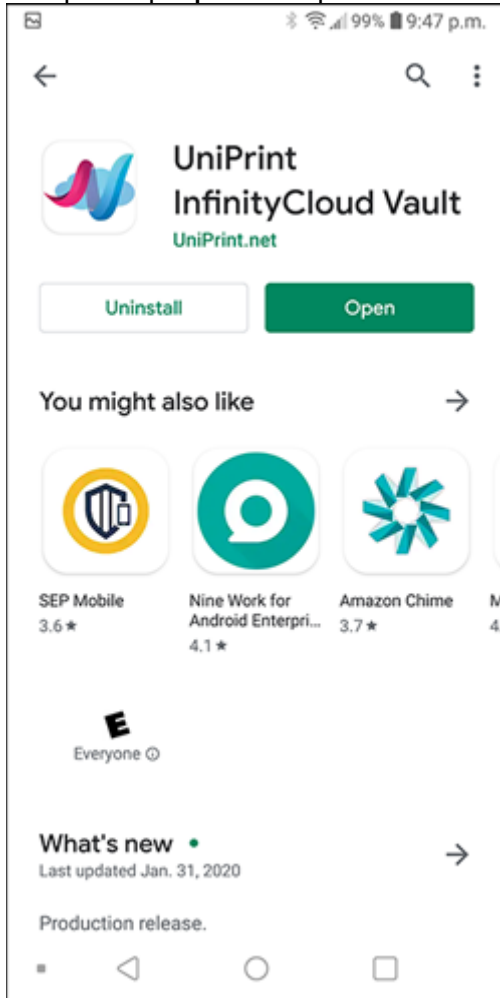 99% 9:47 p.m.
UniPrint
InfinityCloud Vault
UniPrint.net
Uninstall
Open
You might also like
SEP Mobile
3.6★
Nine Work for
Android Enterpri...
4.1★
Amazon Chime
3.7★
M
4
E
Everyone
What's new
Last updated Jan. 31, 2020
Production release.